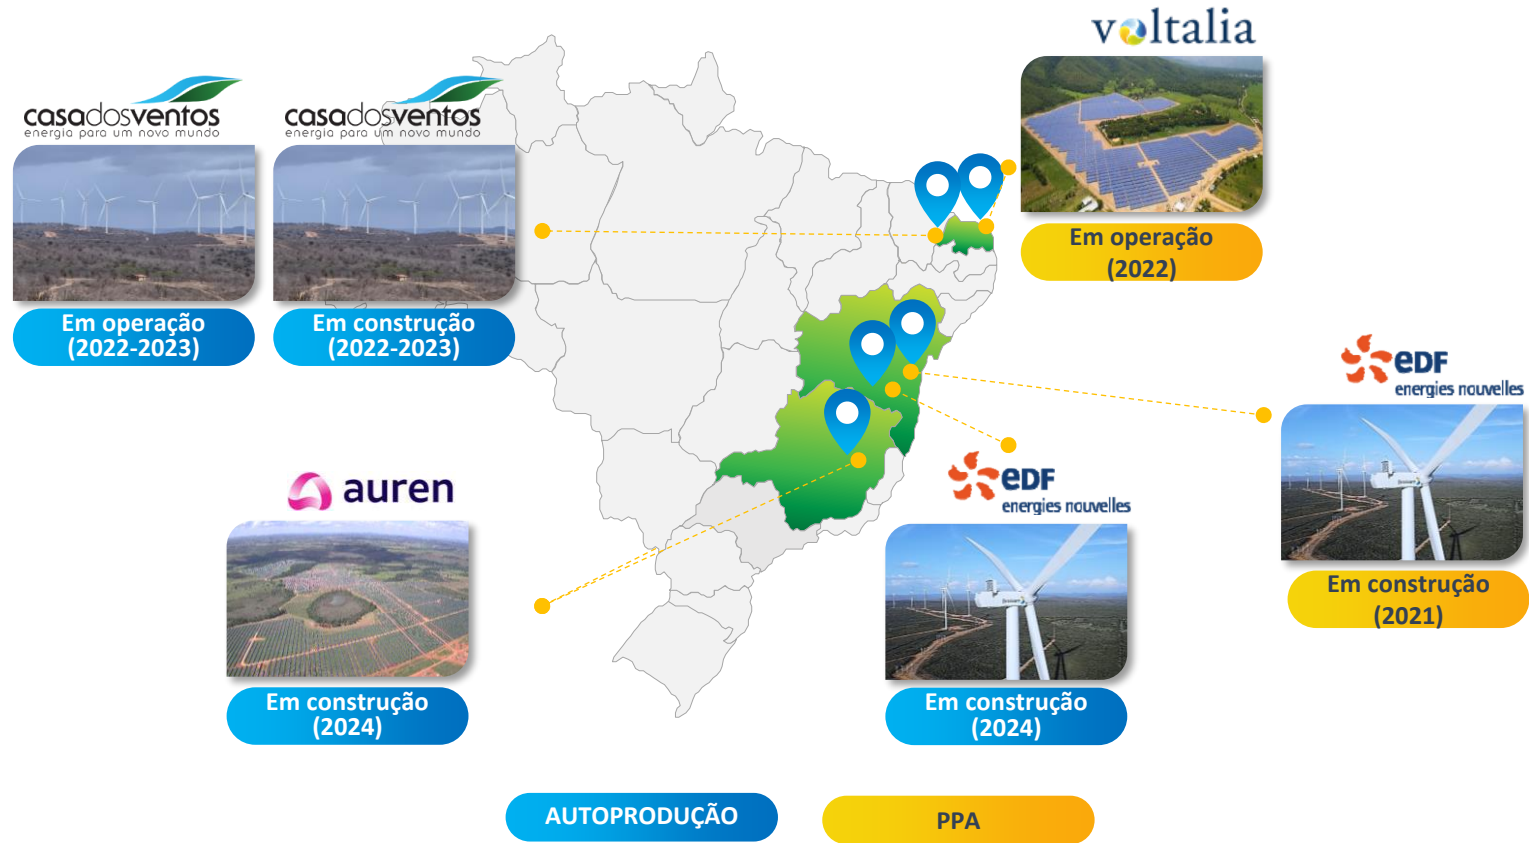 voltalia
casadosventos
energia para um novo mundo
casadosventos
energia para um novo mundo
Em operação
(2022)
Em operação
(2022-2023)
Em construção
(2022-2023)
eDF
energies nouvelles
auren
eDF
energies nouvelles
Em construção
(2021)
Em construção
(2024)
Em construção
(2024)
AUTOPRODUÇÃO
PPA